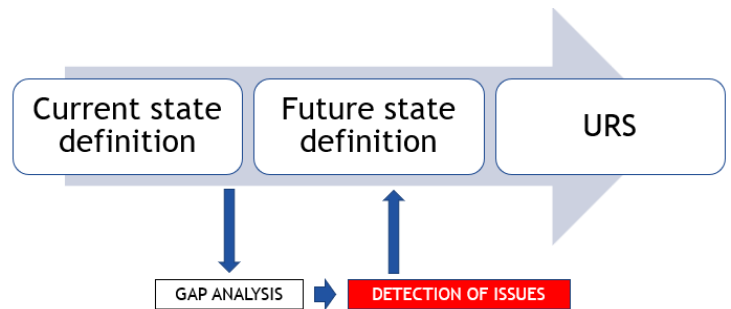 Current state
definition
Future state
definition
URS
GAP ANALYSIS
DETECTION OF ISSUES